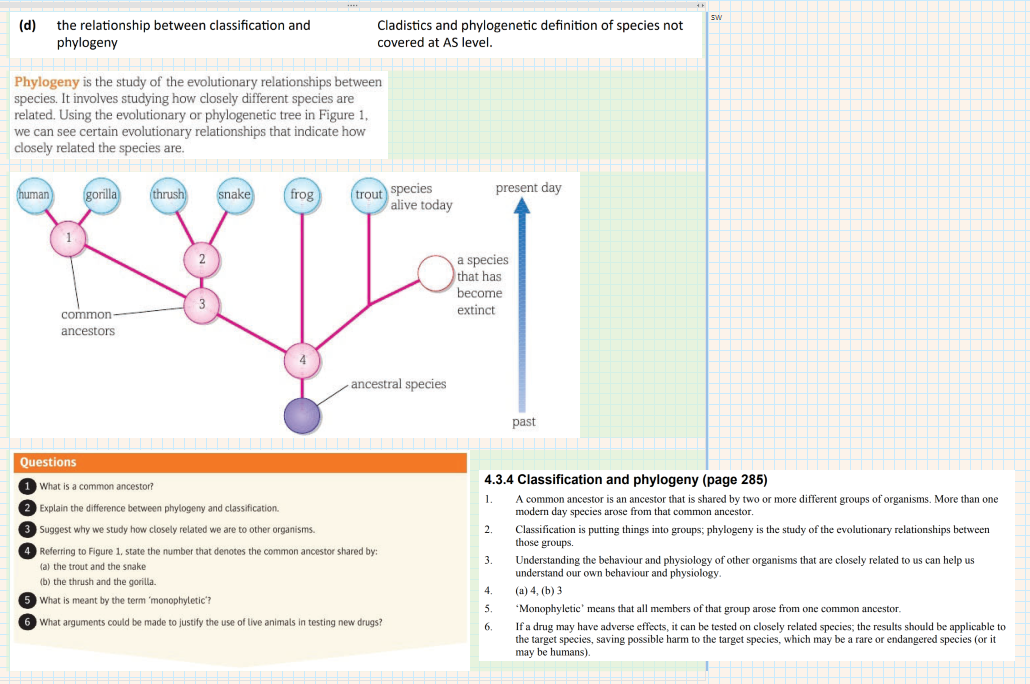 sw
(d) the relationship between classification and
phylogeny
Cladistics and phylogenetic definition of species not
covered at AS level.
Phylogeny is the study of the evolutionary relationships between
species. It involves studying how closely different species are
related. Using the evolutionary or phylogenetic tree in Figure 1,
we can see certain evolutionary relationships that indicate how
closely related the species are.
human
gorilla
thrush
snake
frog
trout
species
alive today
present day
1
2
a species
that has
become
extinct
3
common
ancestors
4
ancestral species
past
Questions
1 What is a common ancestor?
2 Explain the difference between phylogeny and classification.
3 Suggest why we study how closely related we are to other organisms.
4 Referring to Figure 1, state the number that denotes the common ancestor shared by:
(a) the trout and the snake
(b) the thrush and the gorilla.
5 What is meant by the term 'monophyletic'?
6 What arguments could be made to justify the use of live animals in testing new drugs?
4.3.4 Classification and phylogeny (page 285)
1. A common ancestor is an ancestor that is shared by two or more different groups of organisms. More than one
modern day species arose from that common ancestor.
2. Classification is putting things into groups; phylogeny is the study of the evolutionary relationships between
those groups.
3. Understanding the behaviour and physiology of other organisms that are closely related to us can help us
understand our own behaviour and physiology.
4. (a) 4, (b) 3
5. 'Monophyletic' means that all members of that group arose from one common ancestor.
6. If a drug may have adverse effects, it can be tested on closely related species; the results should be applicable to
the target species, saving possible harm to the target species, which may be a rare or endangered species (or it
may be humans).